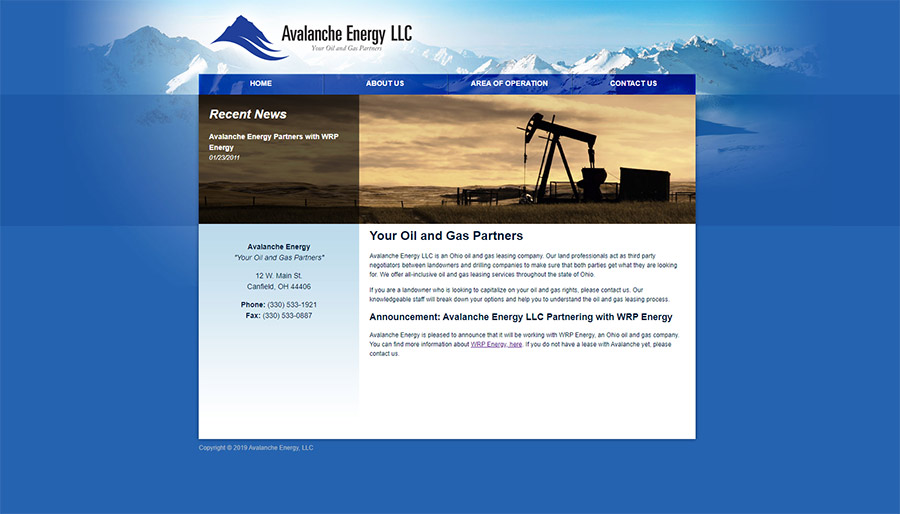 Avalanche Energy LLC
Your Oil and Gas Partners
HOME
ABOUT US
AREA OF OPERATION
CONTACT US
Recent News
Avalanche Energy Partners with WRP
Energy
01/23/2011
Avalanche Energy
"Your Oil and Gas Partners"
12 W. Main St.
Canfield, OH 44406
Phone: (330) 533-1921
Fax: (330) 533-0887
Your Oil and Gas Partners
Avalanche Energy LLC is an Ohio oil and gas leasing company. Our land professionals act as third party
negotiators between landowners and drilling companies to make sure that both parties get what they are looking
for. We offer all-inclusive oil and gas leasing services throughout the state of Ohio.
If you are a landowner who is looking to capitalize on your oil and gas rights, please contact us. Our
knowledgeable staff will break down your options and help you to understand the oil and gas leasing process.
Announcement: Avalanche Energy LLC Partnering with WRP Energy
Avalanche Energy is pleased to announce that it will be working with WRP Energy, an Ohio oil and gas company.
You can find more information about WRP Energy, here. If you do not have a lease with Avalanche yet, please
contact us.
Copyright © 2019 Avalanche Energy, LLC